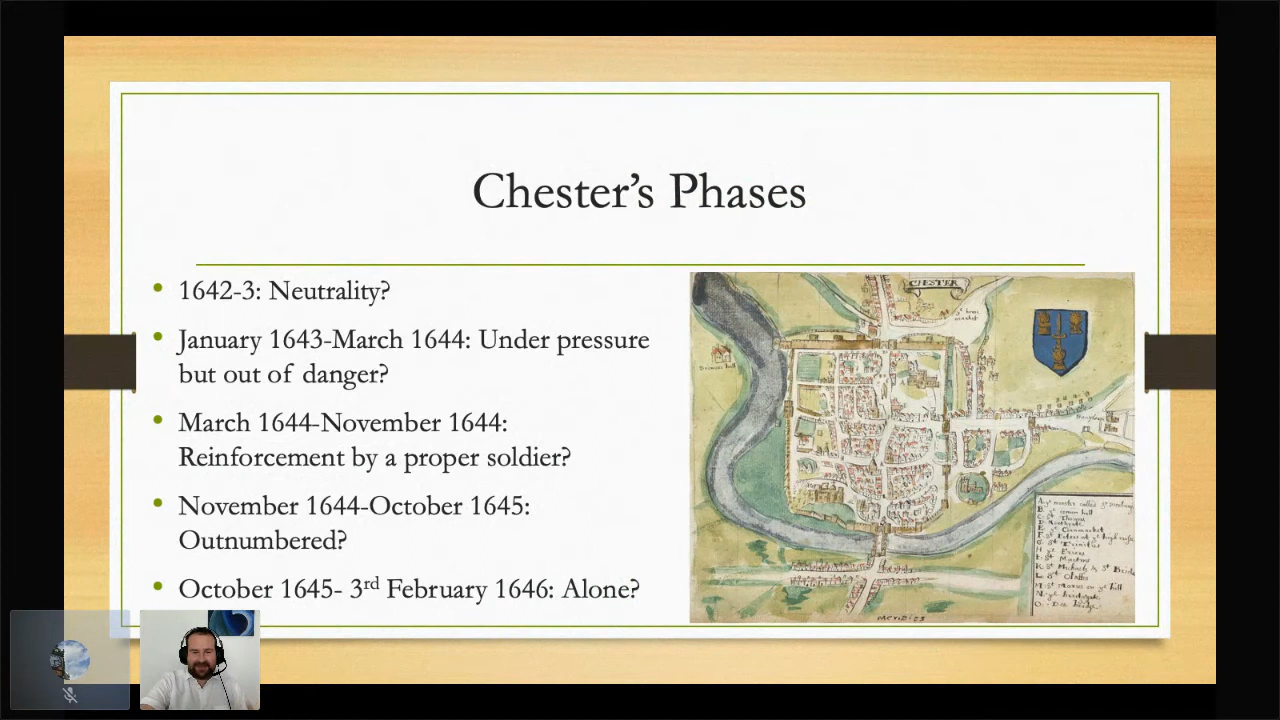 Chester’s Phases
• 1642-3: Neutrality?
• January 1643-March 1644: Under pressure
but out of danger?
• March 1644-November 1644:
Reinforcement by a proper soldier?
• November 1644-October 1645:
Outnumbered?
• October 1645- 3rd February 1646: Alone?
CHESTER